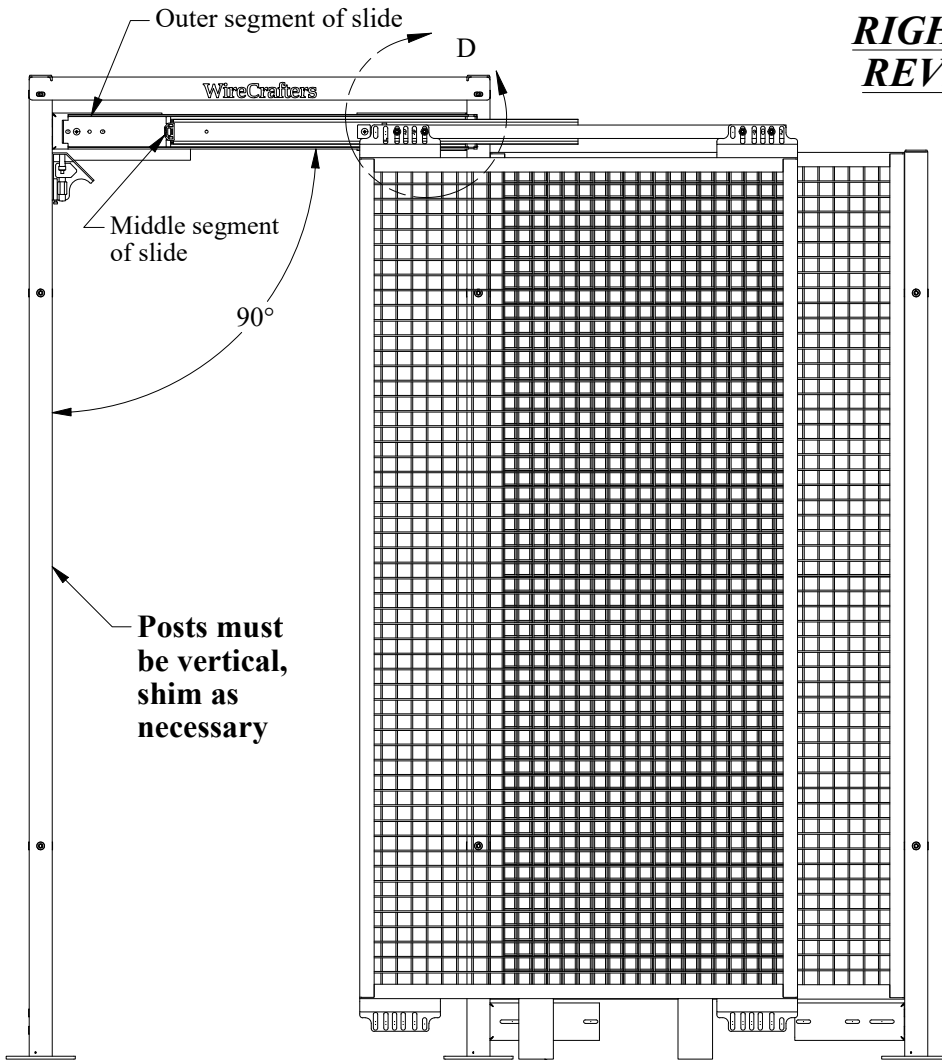 Outer segment of slide
D
WireCrafters
Middle segment
of slide
90°
Posts must
be vertical,
shim as
necessary